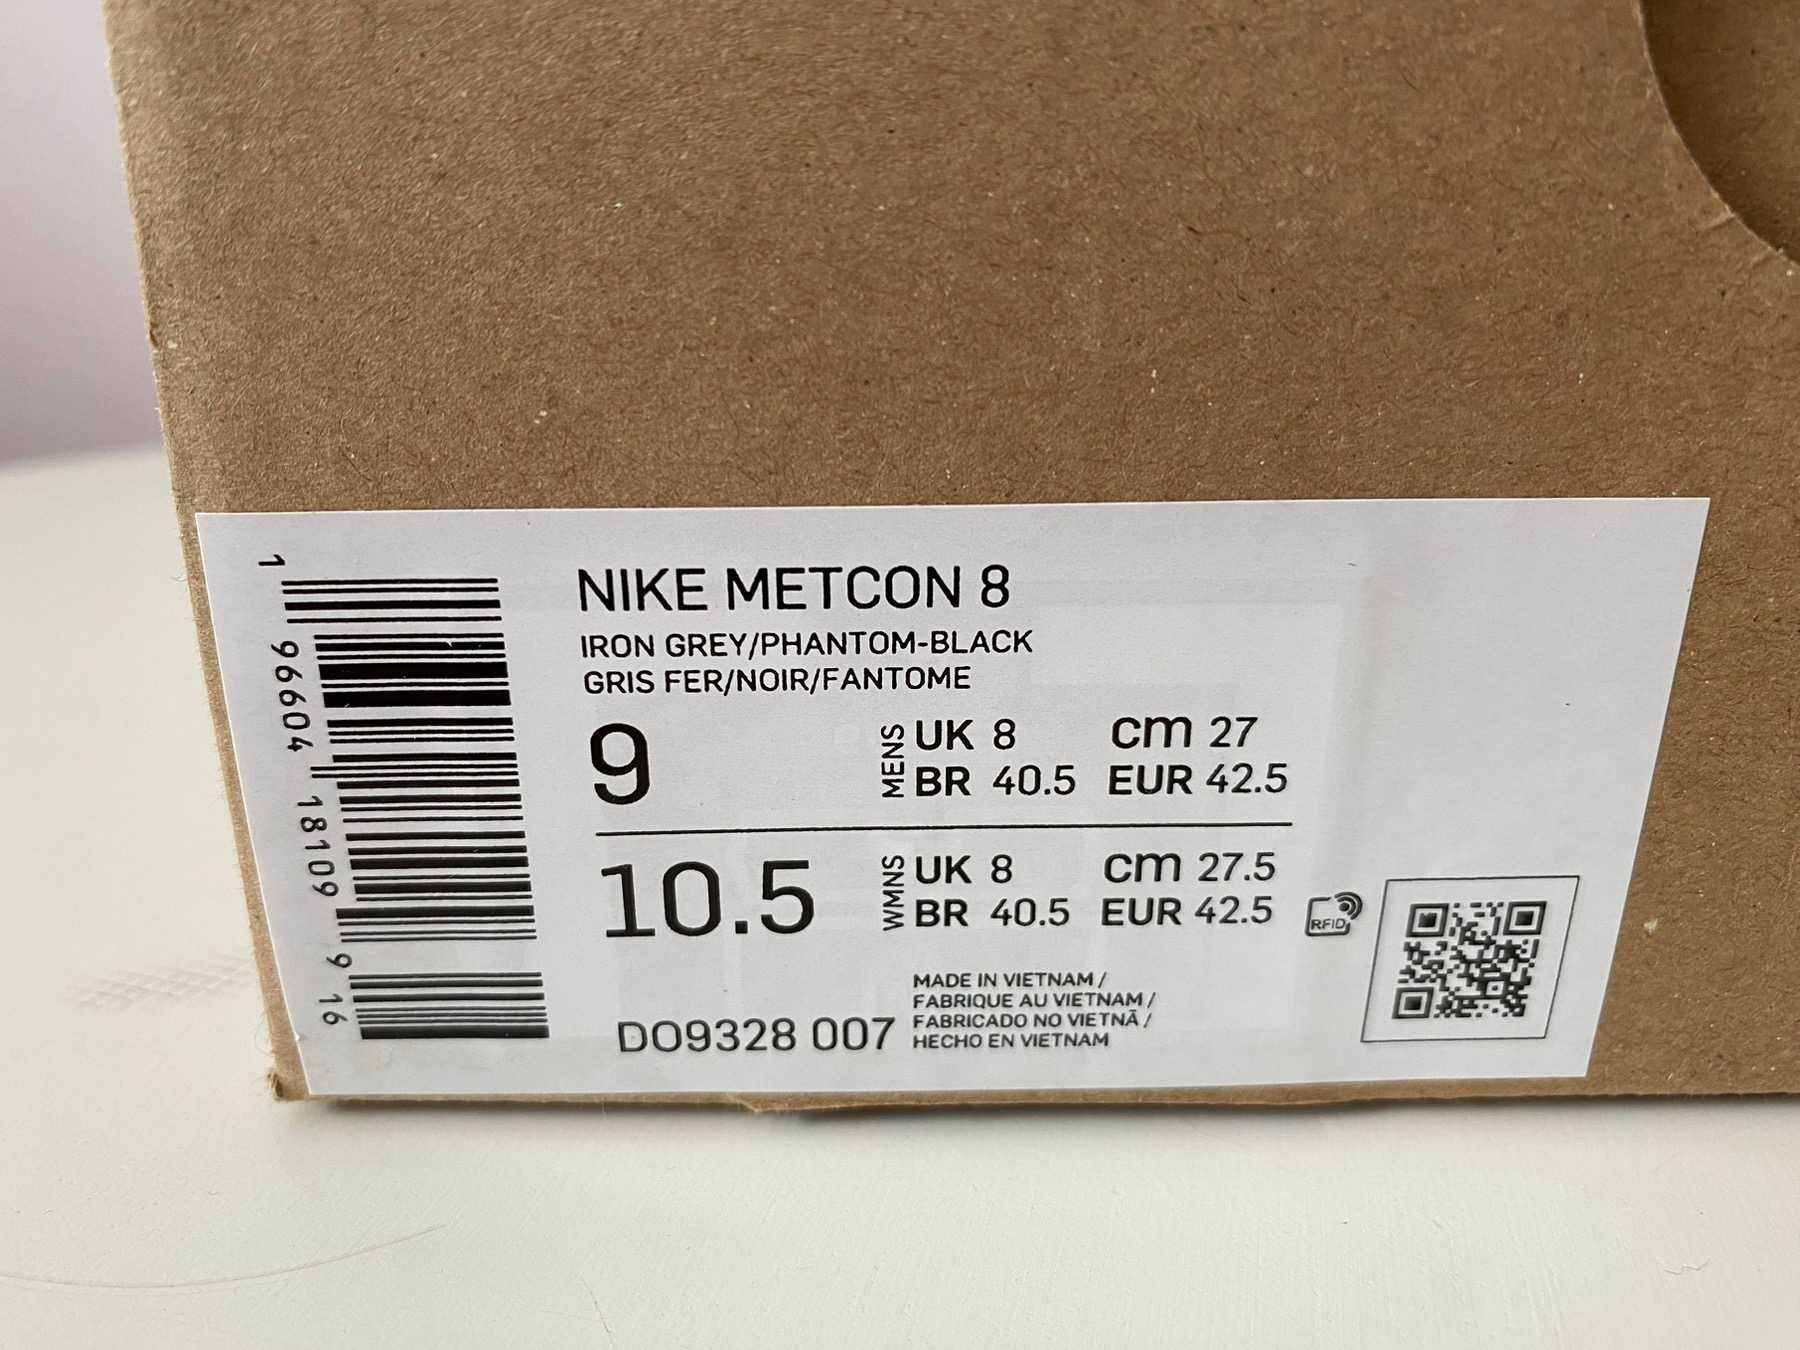 NIKE METCON 8
IRON GREY/PHANTOM-BLACK
GRIS FER/NOIR/FANTOME
9
MENS
UK 8 CM 27
BR 40.5 EUR 42.5
10.5
WMNS
UK 8 CM 27.5
BR 40.5 EUR 42.5
RFID
DO9328 007
MADE IN VIETNAM /
FABRIQUE AU VIETNAM /
FABRICADO NO VIETNÃ /
HECHO EN VIETNAM
1 96604 18109 9 16